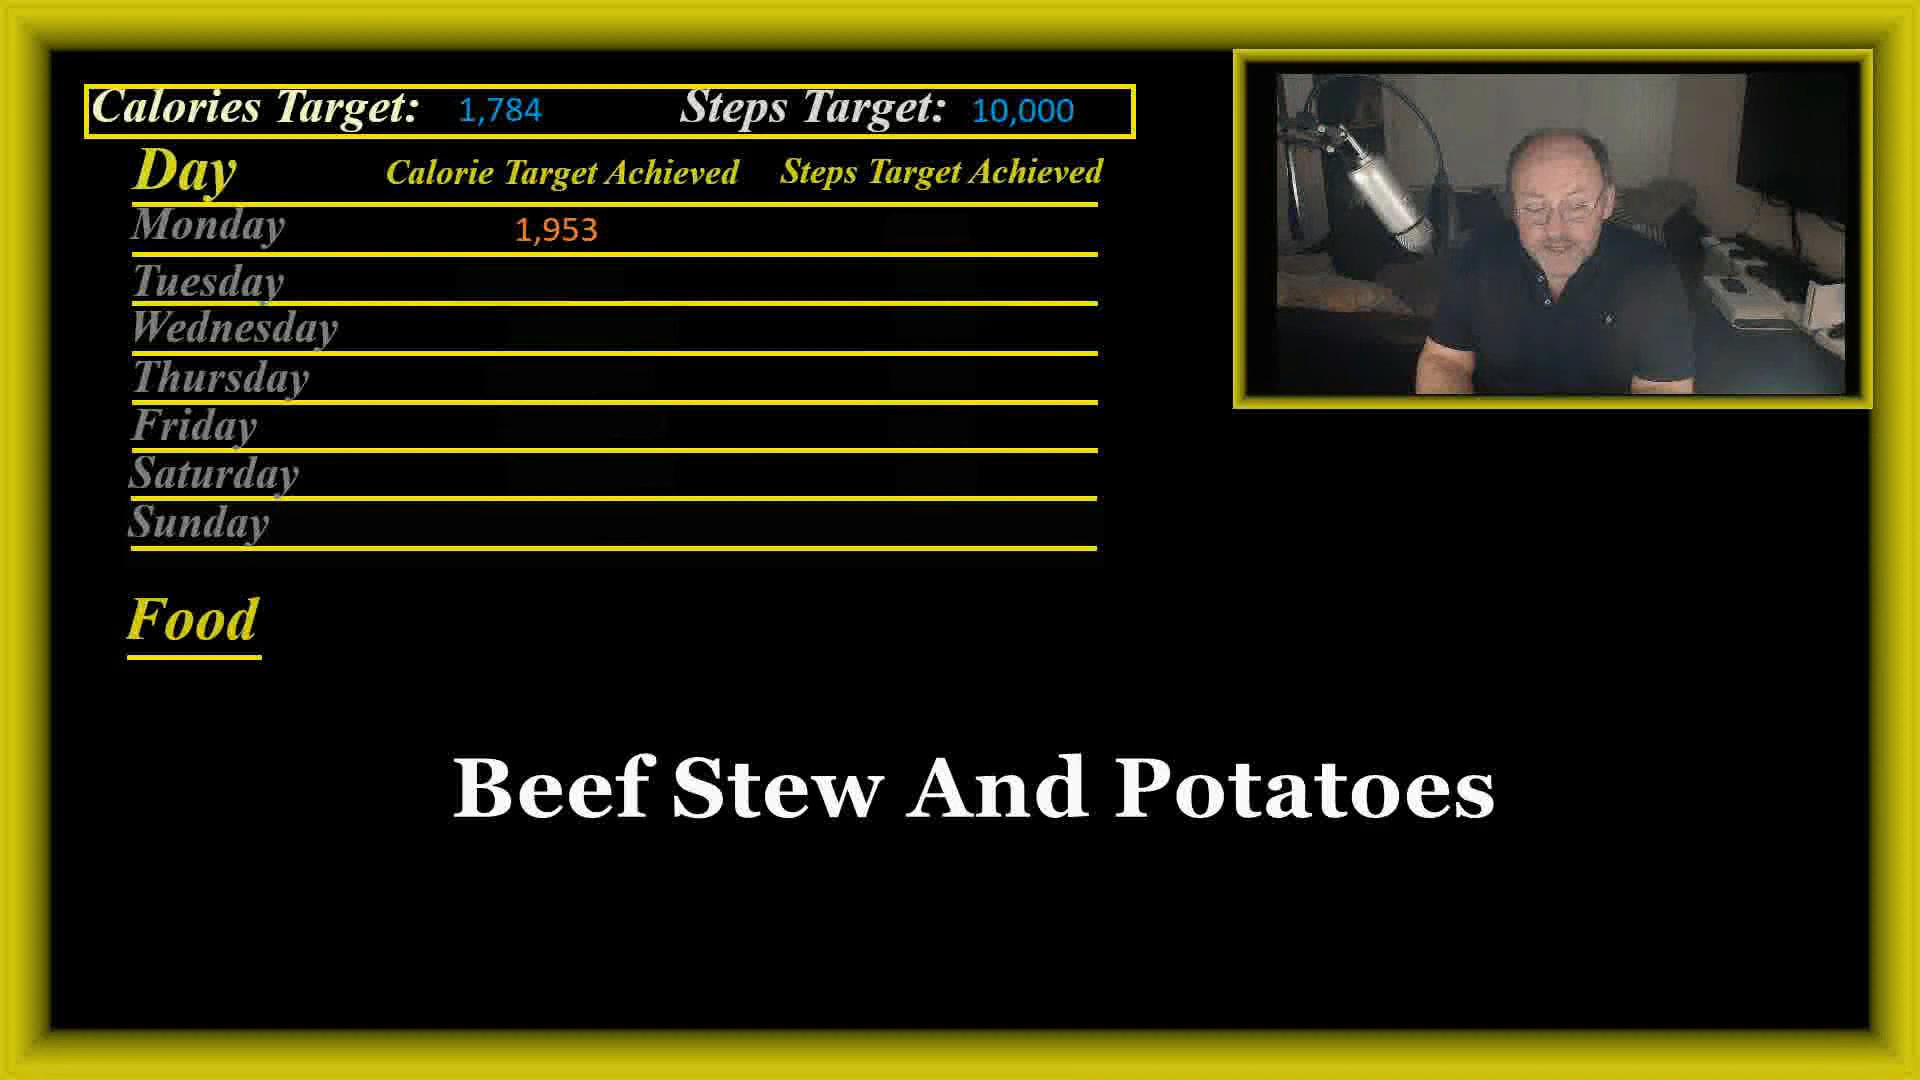 Calories Target: 1,784 Steps Target: 10,000
Day Calorie Target Achieved Steps Target Achieved
Monday 1,953
Tuesday
Wednesday
Thursday
Friday
Saturday
Sunday
Food
Beef Stew And Potatoes